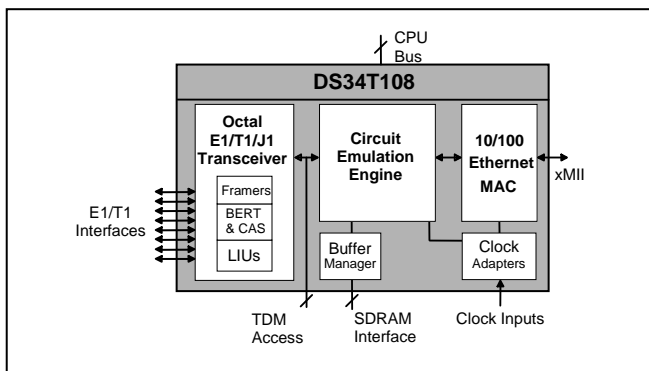 CPU
Bus
DS34T108
Octal
E1/T1/J1
Transceiver
Framers
BERT
& CAS
LIUs
Circuit
Emulation
Engine
10/100
Ethernet
MAC
xMII
E1/T1
Interfaces
Buffer
Manager
Clock
Adapters
TDM
Access
SDRAM
Interface
Clock Inputs